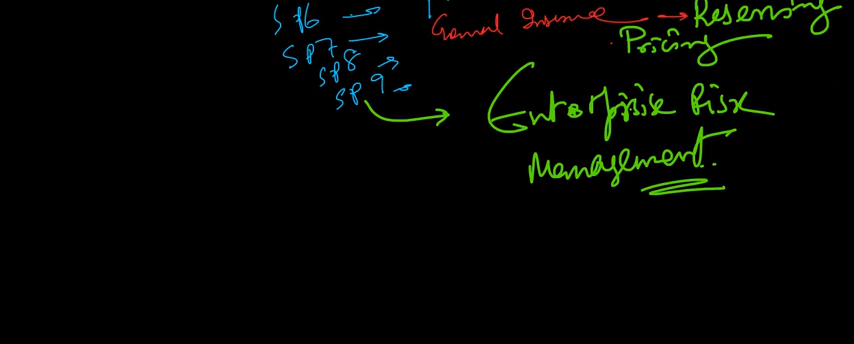 SP6 → 
SP7 → General Insurance → Reserving
SP8 → Pricing
SP9 → Enterprise Risk
Management.